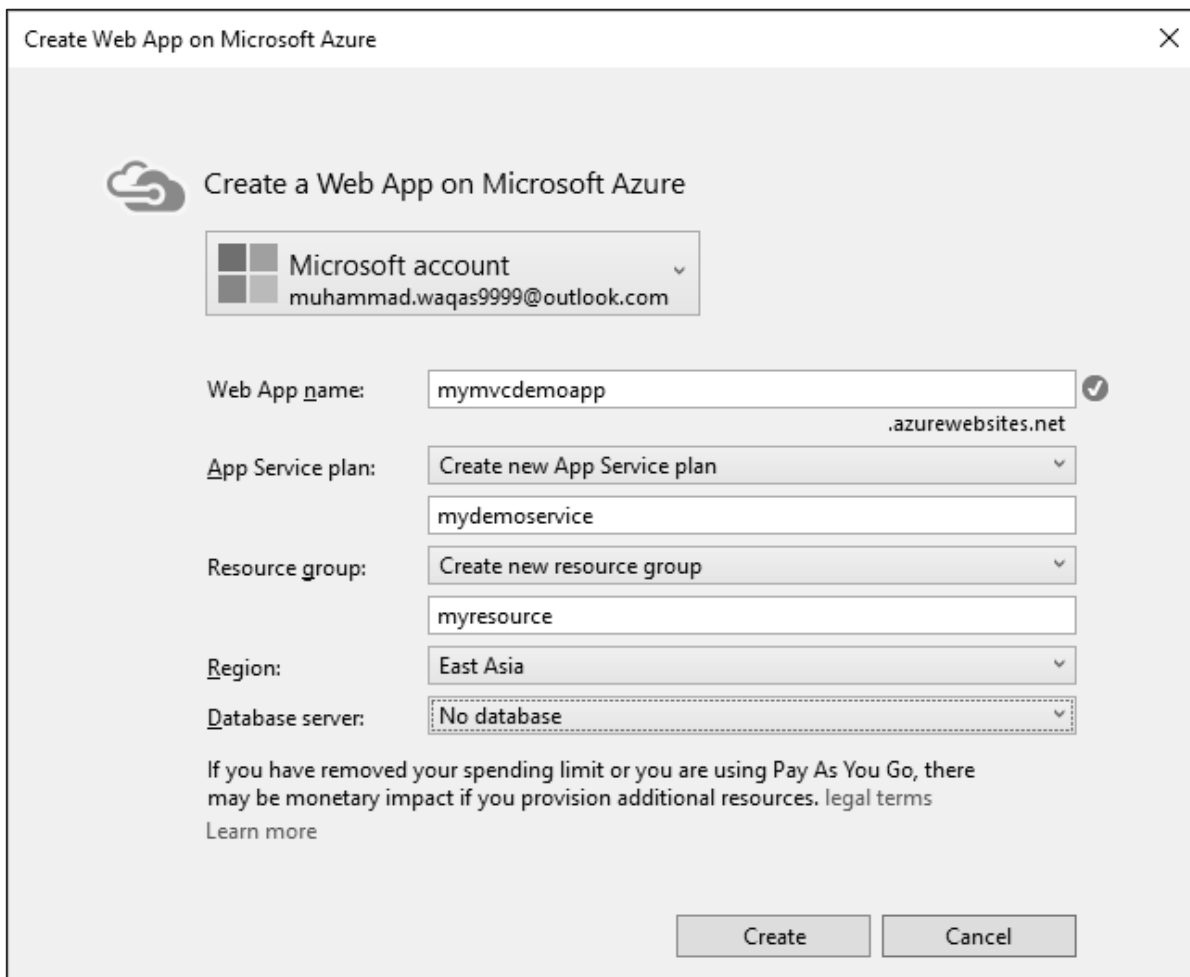 Create Web App on Microsoft Azure
Create a Web App on Microsoft Azure
Microsoft account
muhammad.waqas9999@outlook.com
Web App name: mymvcdemoapp
.azurewebsites.net
App Service plan: Create new App Service plan
mydemoservice
Resource group: Create new resource group
myresource
Region: East Asia
Database server: No database
If you have removed your spending limit or you are using Pay As You Go, there
may be monetary impact if you provision additional resources. legal terms
Learn more
Create Cancel